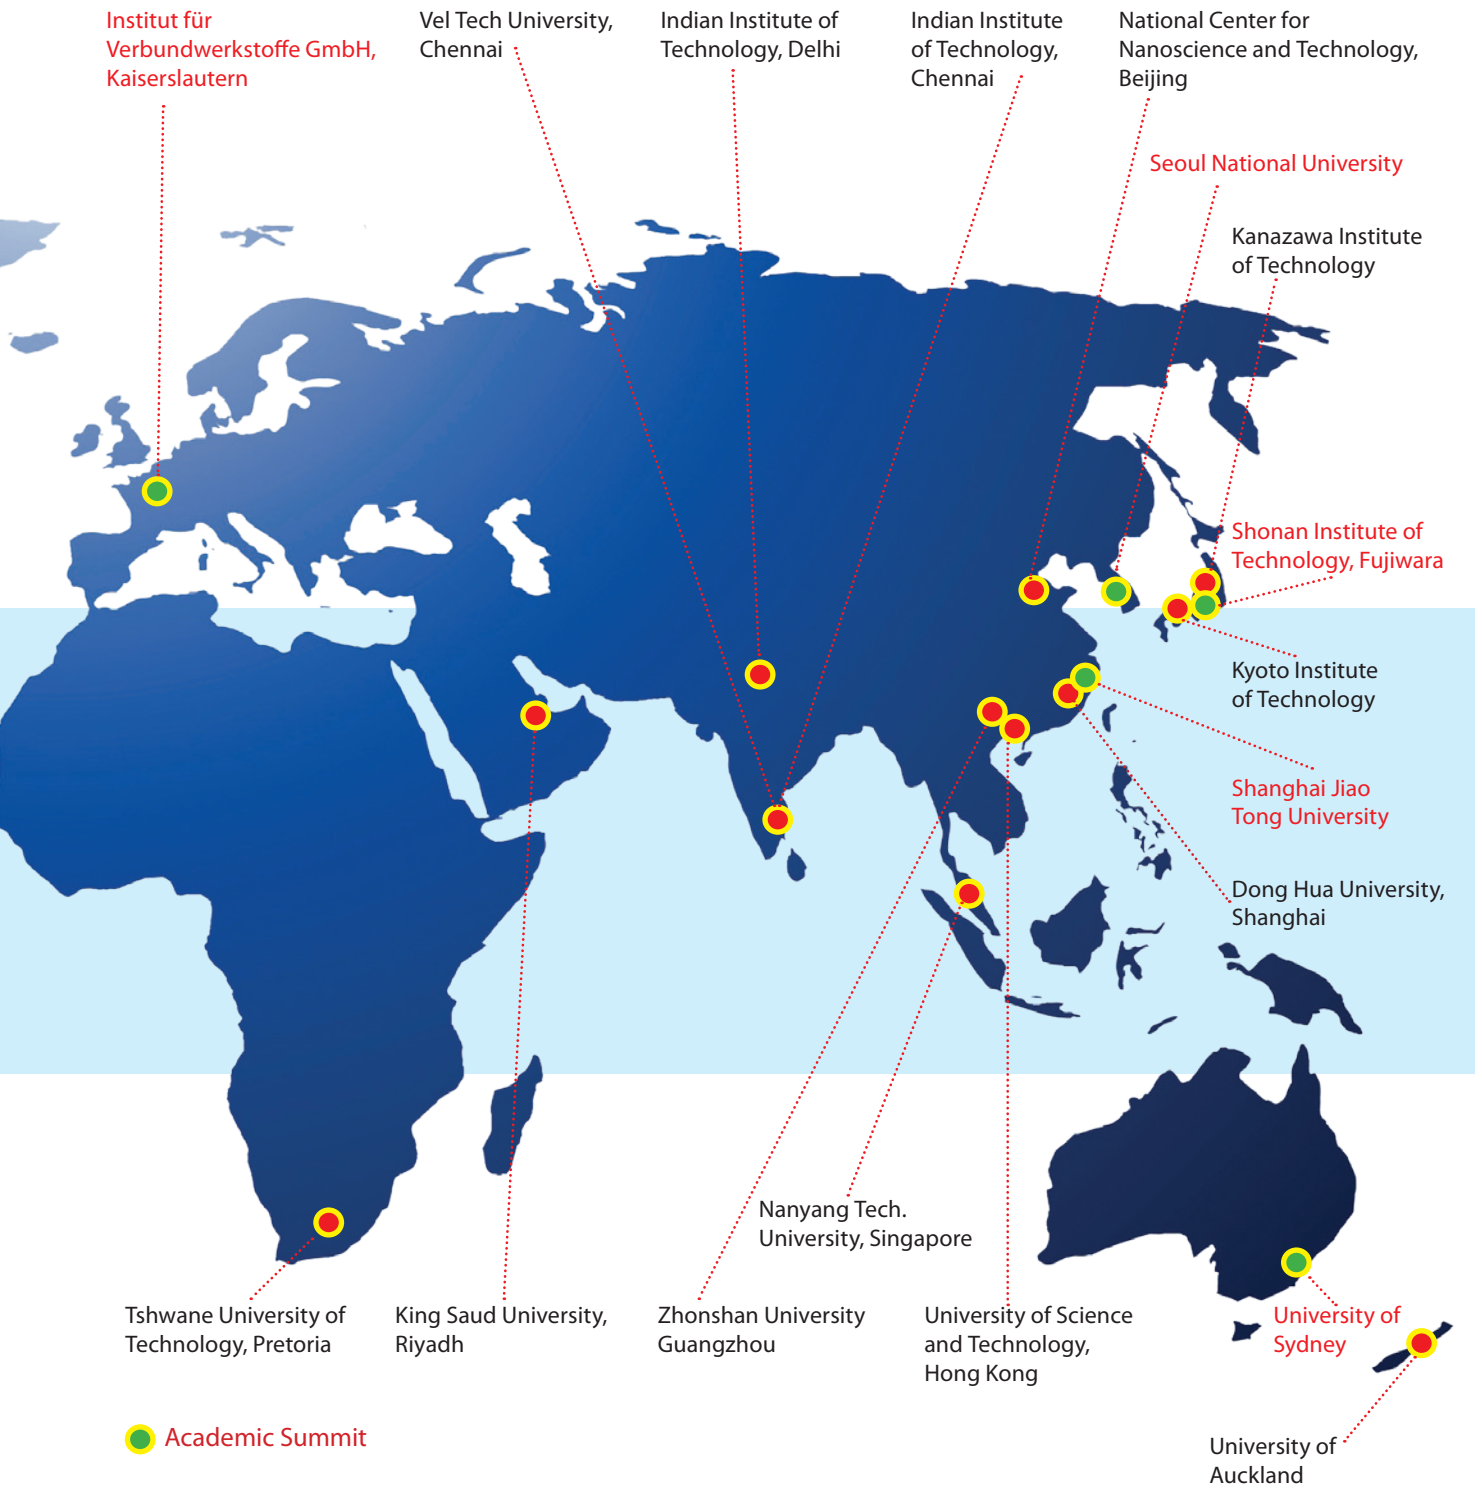 Institut für
Verbundwerkstoffe GmbH,
Kaiserslautern
Vel Tech University,
Chennai
Indian Institute of
Technology, Delhi
Indian Institute
of Technology,
Chennai
National Center for
Nanoscience and Technology,
Beijing
Seoul National University
Kanazawa Institute
of Technology
Shonan Institute of
Technology, Fujiwara
Kyoto Institute
of Technology
Shanghai Jiao
Tong University
Dong Hua University,
Shanghai
Nanyang Tech.
University, Singapore
Tshwane University of
Technology, Pretoria
King Saud University,
Riyadh
Zhonshan University
Guangzhou
University of Science
and Technology,
Hong Kong
University of
Sydney
Academic Summit
University of
Auckland